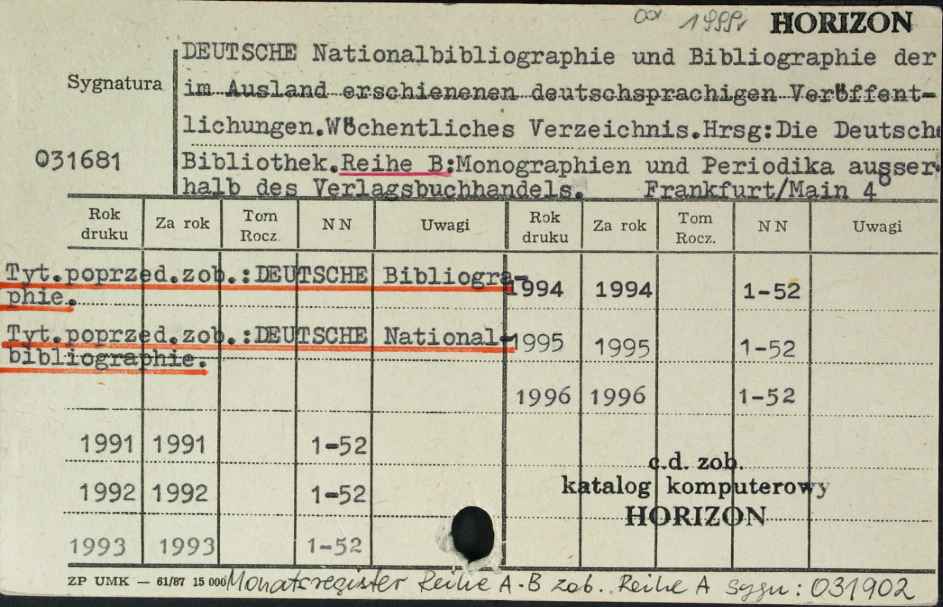 od 1999r HORIZON
DEUTSCHE Nationalbibliographie und Bibliographie der
Sygnatura
im Ausland erschienenen deutschsprachigen Veröffent-
lichungen.Wöchentliches Verzeichnis.Hrsg:Die Deutsche
031681
Bibliothek.Reihe B:Monographien und Periodika ausser-
halb des Verlagsbuchhandels. Frankfurt/Main 4°
Rok druku Za rok Tom Rocz. NN Uwagi Rok druku Za rok Tom Rocz. NN Uwagi
Tyt.poprzed.zob.:DEUTSCHE Bibliogra-
phie.
1994 1994 1-52
Tyt.poprzed.zob.:DEUTSCHE National-
bibliographie.
1995 1995 1-52
1996 1996 1-52
1991 1991 1-52
c.d. zob.
1992 1992 1-52
katalog komputerowy
HORIZON
1993 1993 1-52
ZP UMK — 61/87 15 000
Monatsregister Reihe A-B zob. Reihe A sygn: 031902